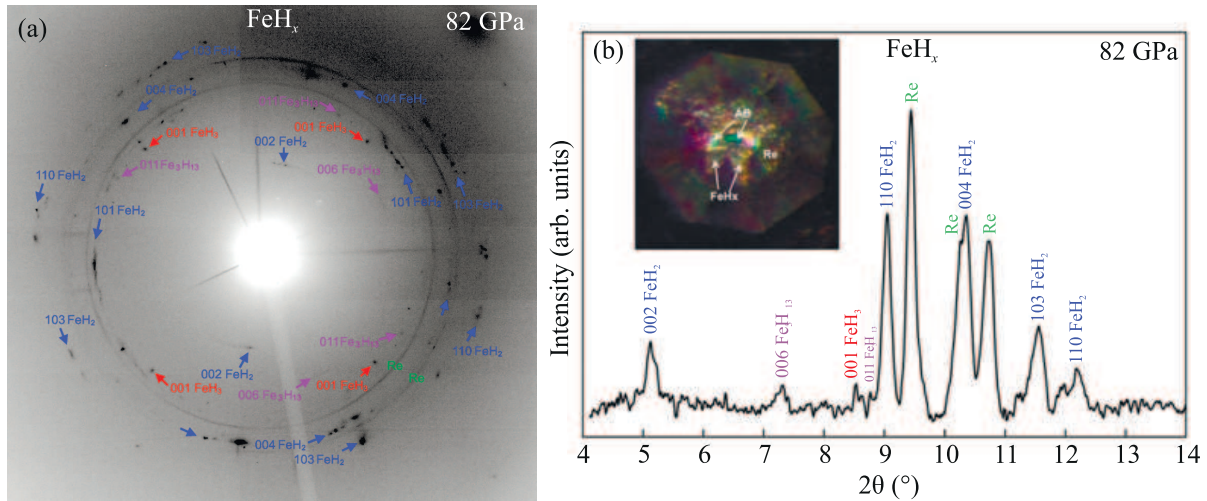 (a)
FeHₓ
82 GPa
103 FeH₂
004 FeH₂
001 FeH₃
011 Fe₃H₁₃
110 FeH₂
101 FeH₂
002 FeH₂
004 FeH₂
001 FeH₃
006 Fe₃H₁₃
101 FeH₂
103 FeH₂
011 Fe₃H₁₃
110 FeH₂
002 FeH₂
Re
Re
001 FeH₃
006 Fe₃H₁₃
001 FeH₃
004 FeH₂
103 FeH₂
(b)
FeHₓ
82 GPa
AB
Re
FeHx
Intensity (arb. units)
002 FeH₂
006 FeH₁₃
001 FeH₃
011 FeH₁₃
110 FeH₂
Re
Re
004 FeH₂
Re
103 FeH₂
110 FeH₂
4 5 6 7 8 9 10 11 12 13 14
2θ (°)